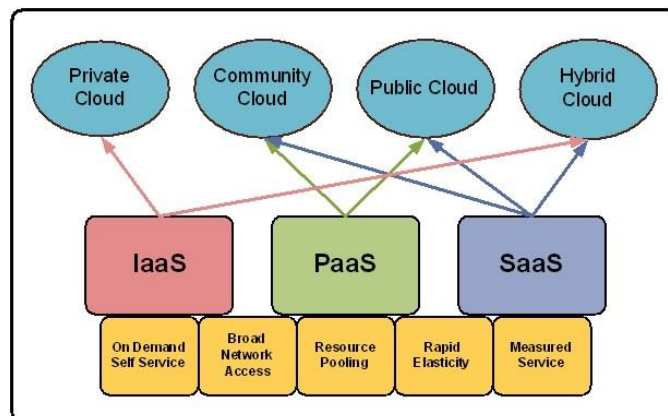 Private
Cloud
Community
Cloud
Public Cloud
Hybrid
Cloud
IaaS
PaaS
SaaS
On Demand
Self Service
Broad
Network
Access
Resource
Pooling
Rapid
Elasticity
Measured
Service